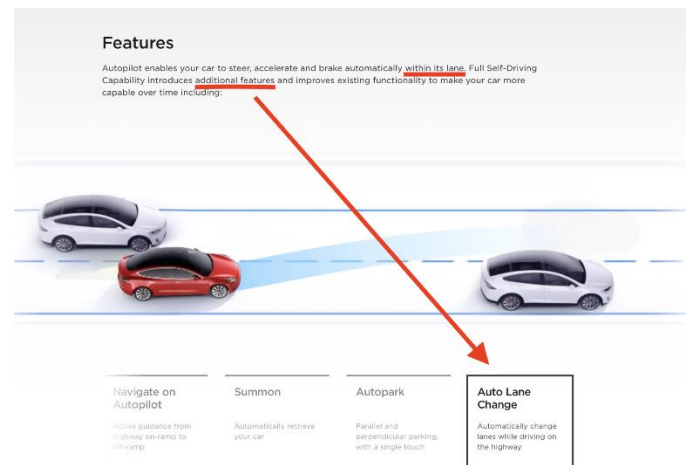 Features
Autopilot enables your car to steer, accelerate and brake automatically within its lane. Full Self-Driving
Capability introduces additional features and improves existing functionality to make your car more
capable over time including:
Navigate on
Autopilot
Active guidance from
highway on-ramp to
off-ramp
Summon
Automatically retrieve
your car
Autopark
Parallel and
perpendicular parking,
with a single touch
Auto Lane
Change
Automatically change
lanes while driving on
the highway